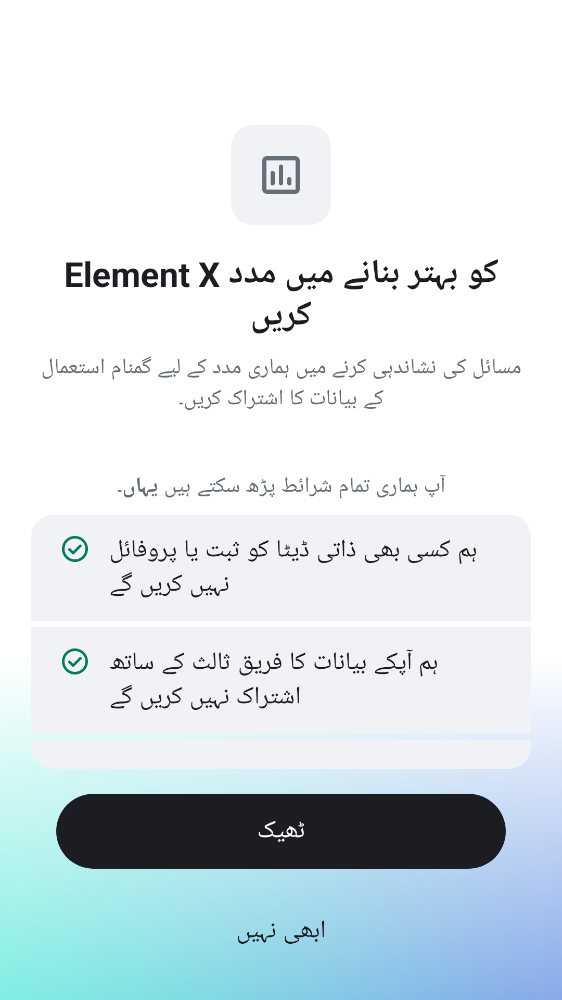 Element X کو بہتر بنانے میں مدد
کریں
مسائل کی نشاندہی کرنے میں ہماری مدد کے لیے گمنام استعمال
کے بیانات کا اشتراک کریں۔
آپ ہماری تمام شرائط پڑھ سکتے ہیں یہاں۔
ہم کسی بھی ذاتی ڈیٹا کو ثبت یا پروفائل
نہیں کریں گے
ہم آپکے بیانات کا فریق ثالث کے ساتھ
اشتراک نہیں کریں گے
ٹھیک
ابھی نہیں